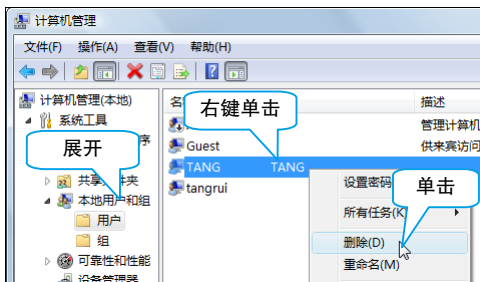 计算机管理
文件(F) 操作(A) 查看(V) 帮助(H)
计算机管理(本地)
系统工具
序
展开
共享 夹
本地用户和组
用户
组
可靠性和性能
设备管理器
名
描述
右键单击
管理计算机
Guest
供来宾访问
TANG TANG
tangrui
设置密码
单击
所有任务(K)
删除(D)
重命名(M)